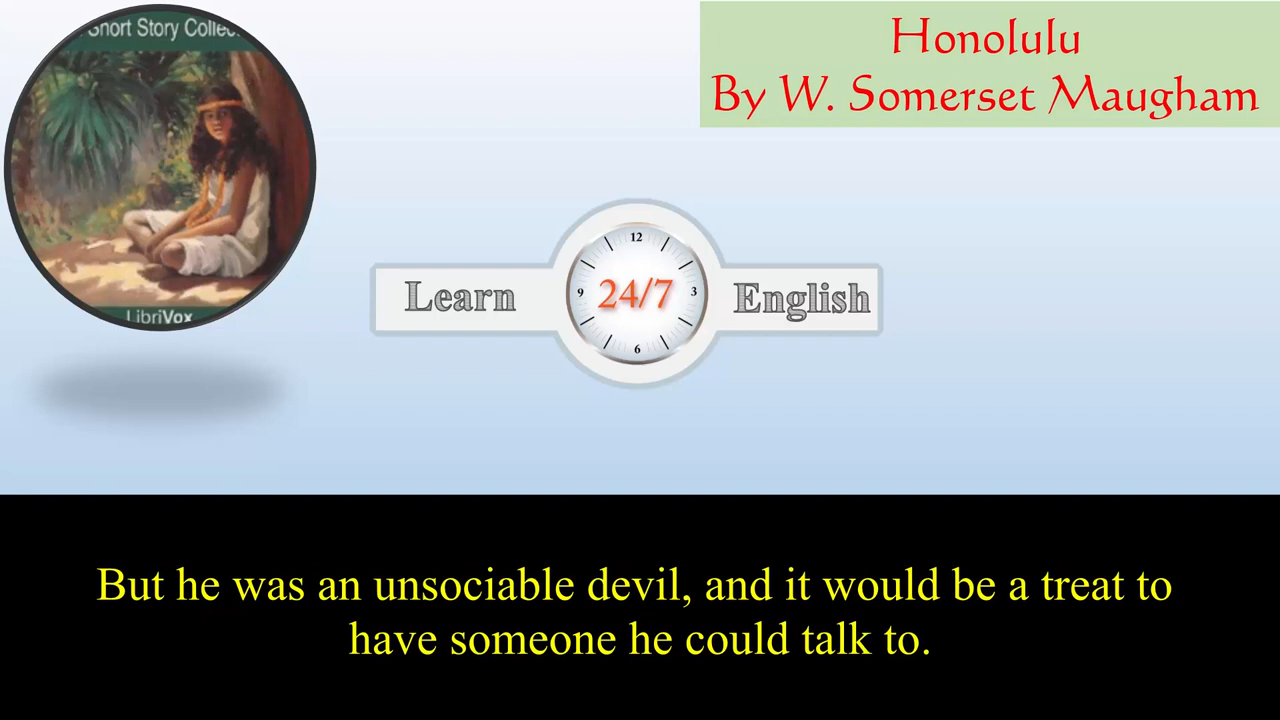 Short Story Collec
Honolulu
By W. Somerset Maugham
12
Learn 9 24/7 3 English
6
LibriVox
But he was an unsociable devil, and it would be a treat to
have someone he could talk to.